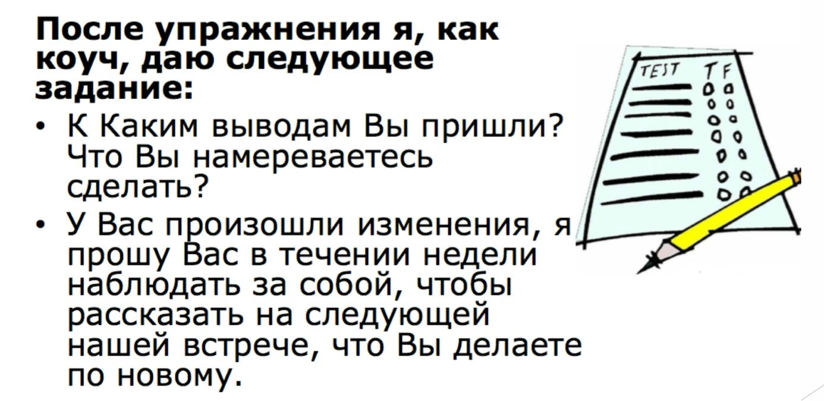 После упражнения я, как
коуч, даю следующее
задание:
• К Каким выводам Вы пришли?
Что Вы намереваетесь
сделать?
• У Вас произошли изменения, я
прошу Вас в течении недели
наблюдать за собой, чтобы
рассказать на следующей
нашей встрече, что Вы делаете
по новому.
TEST T F